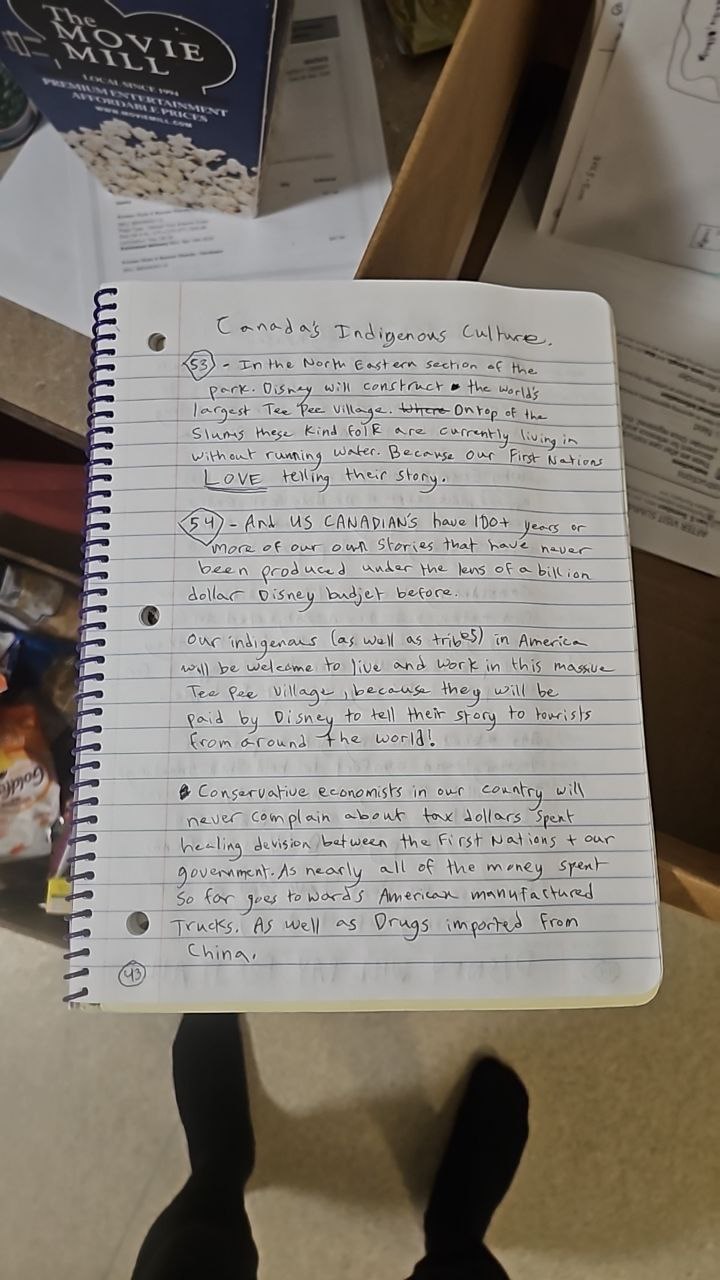 The
MOVIE
MILL
LOCAL SINCE 1994
PREMIUM ENTERTAINMENT
AFFORDABLE PRICES
WWW.MOVIEMILL.COM
Canada's Indigenous Culture.
53 - In the North Eastern section of the
park. Disney will construct the world's
largest Tee Pee Village. Where On top of the
Slums these kind folk are currently living in
without running water. Because our First Nations
LOVE telling their story.
54 - And US CANADIAN'S have 100+ years or
more of our own stories that have never
been produced under the lens of a billion
dollar Disney budjet before.
Our indigenous (as well as tribes) in America
will be welcome to live and work in this massive
Tee Pee Village, because they will be
paid by Disney to tell their story to tourists
from around the world!
Conservative economists in our country will
never complain about tax dollars spent
healing devision between the First Nations + our
government. As nearly all of the money spent
so far goes towards American manufactured
Trucks. As well as Drugs imported from
China.
43
Goldfish
AFTER VISIT SUMMARY